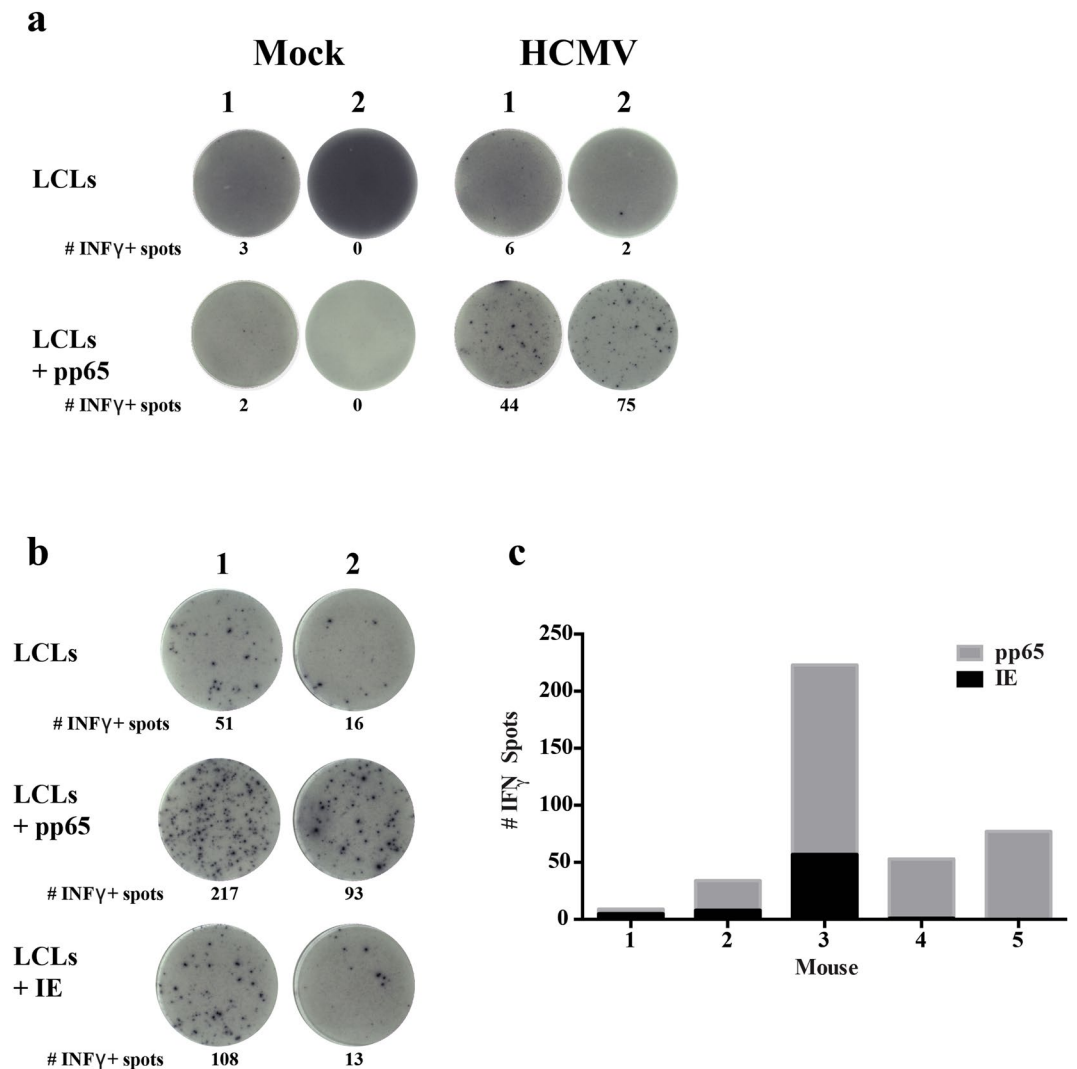 a
Mock HCMV
1 2 1 2
LCLs
# INFγ+ spots 3 0 6 2
LCLs
+ pp65
# INFγ+ spots 2 0 44 75
b
1 2
LCLs
# INFγ+ spots 51 16
LCLs
+ pp65
# INFγ+ spots 217 93
LCLs
+ IE
# INFγ+ spots 108 13
c
# IFNγ Spots
250
200
150
100
50
0
pp65
IE
1 2 3 4 5
Mouse